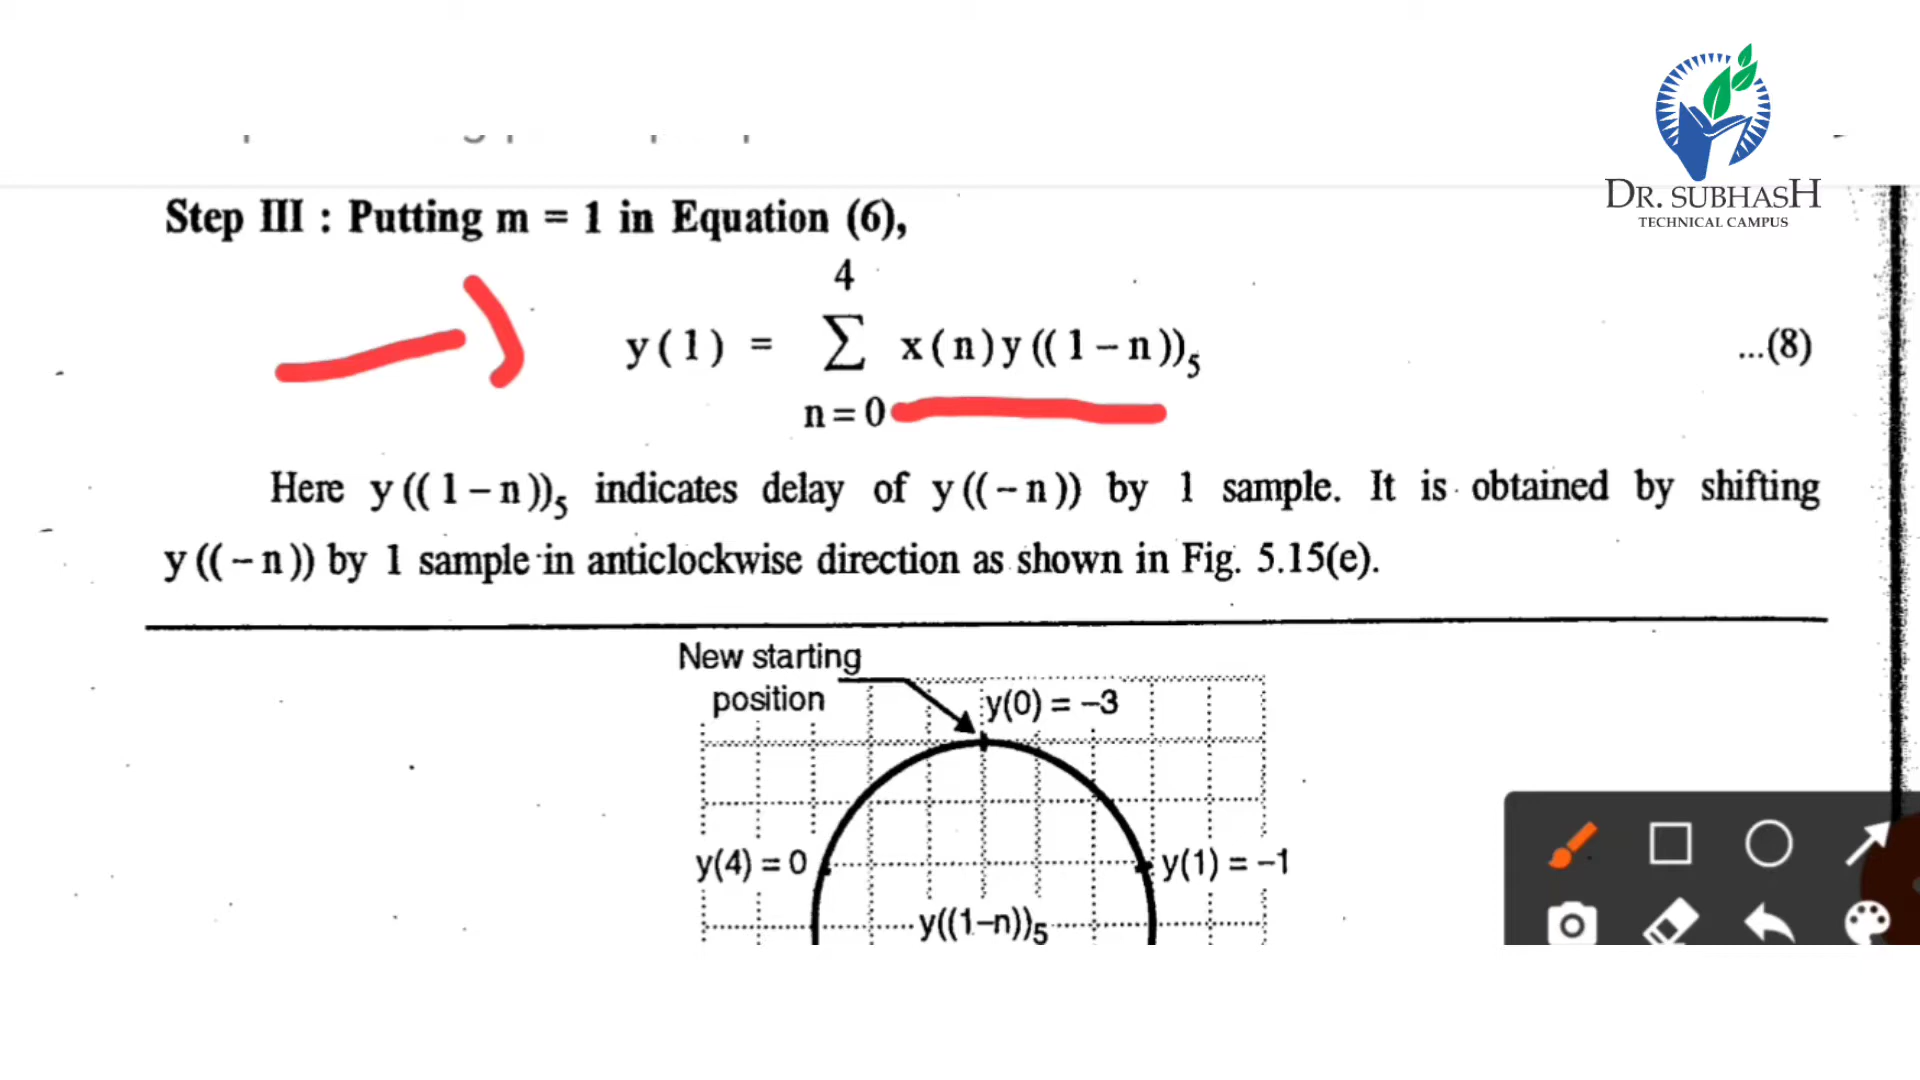 DR. SUBHASH
TECHNICAL CAMPUS
Step III : Putting m = 1 in Equation (6),
4
y(1) = Σ x(n)y((1-n))₅ ...(8)
n=0
Here y((1-n))₅ indicates delay of y((-n)) by 1 sample. It is obtained by shifting
y((-n)) by 1 sample in anticlockwise direction as shown in Fig. 5.15(e).
New starting
position
y(0) = -3
y(4) = 0
y(1) = -1
y((1-n))₅